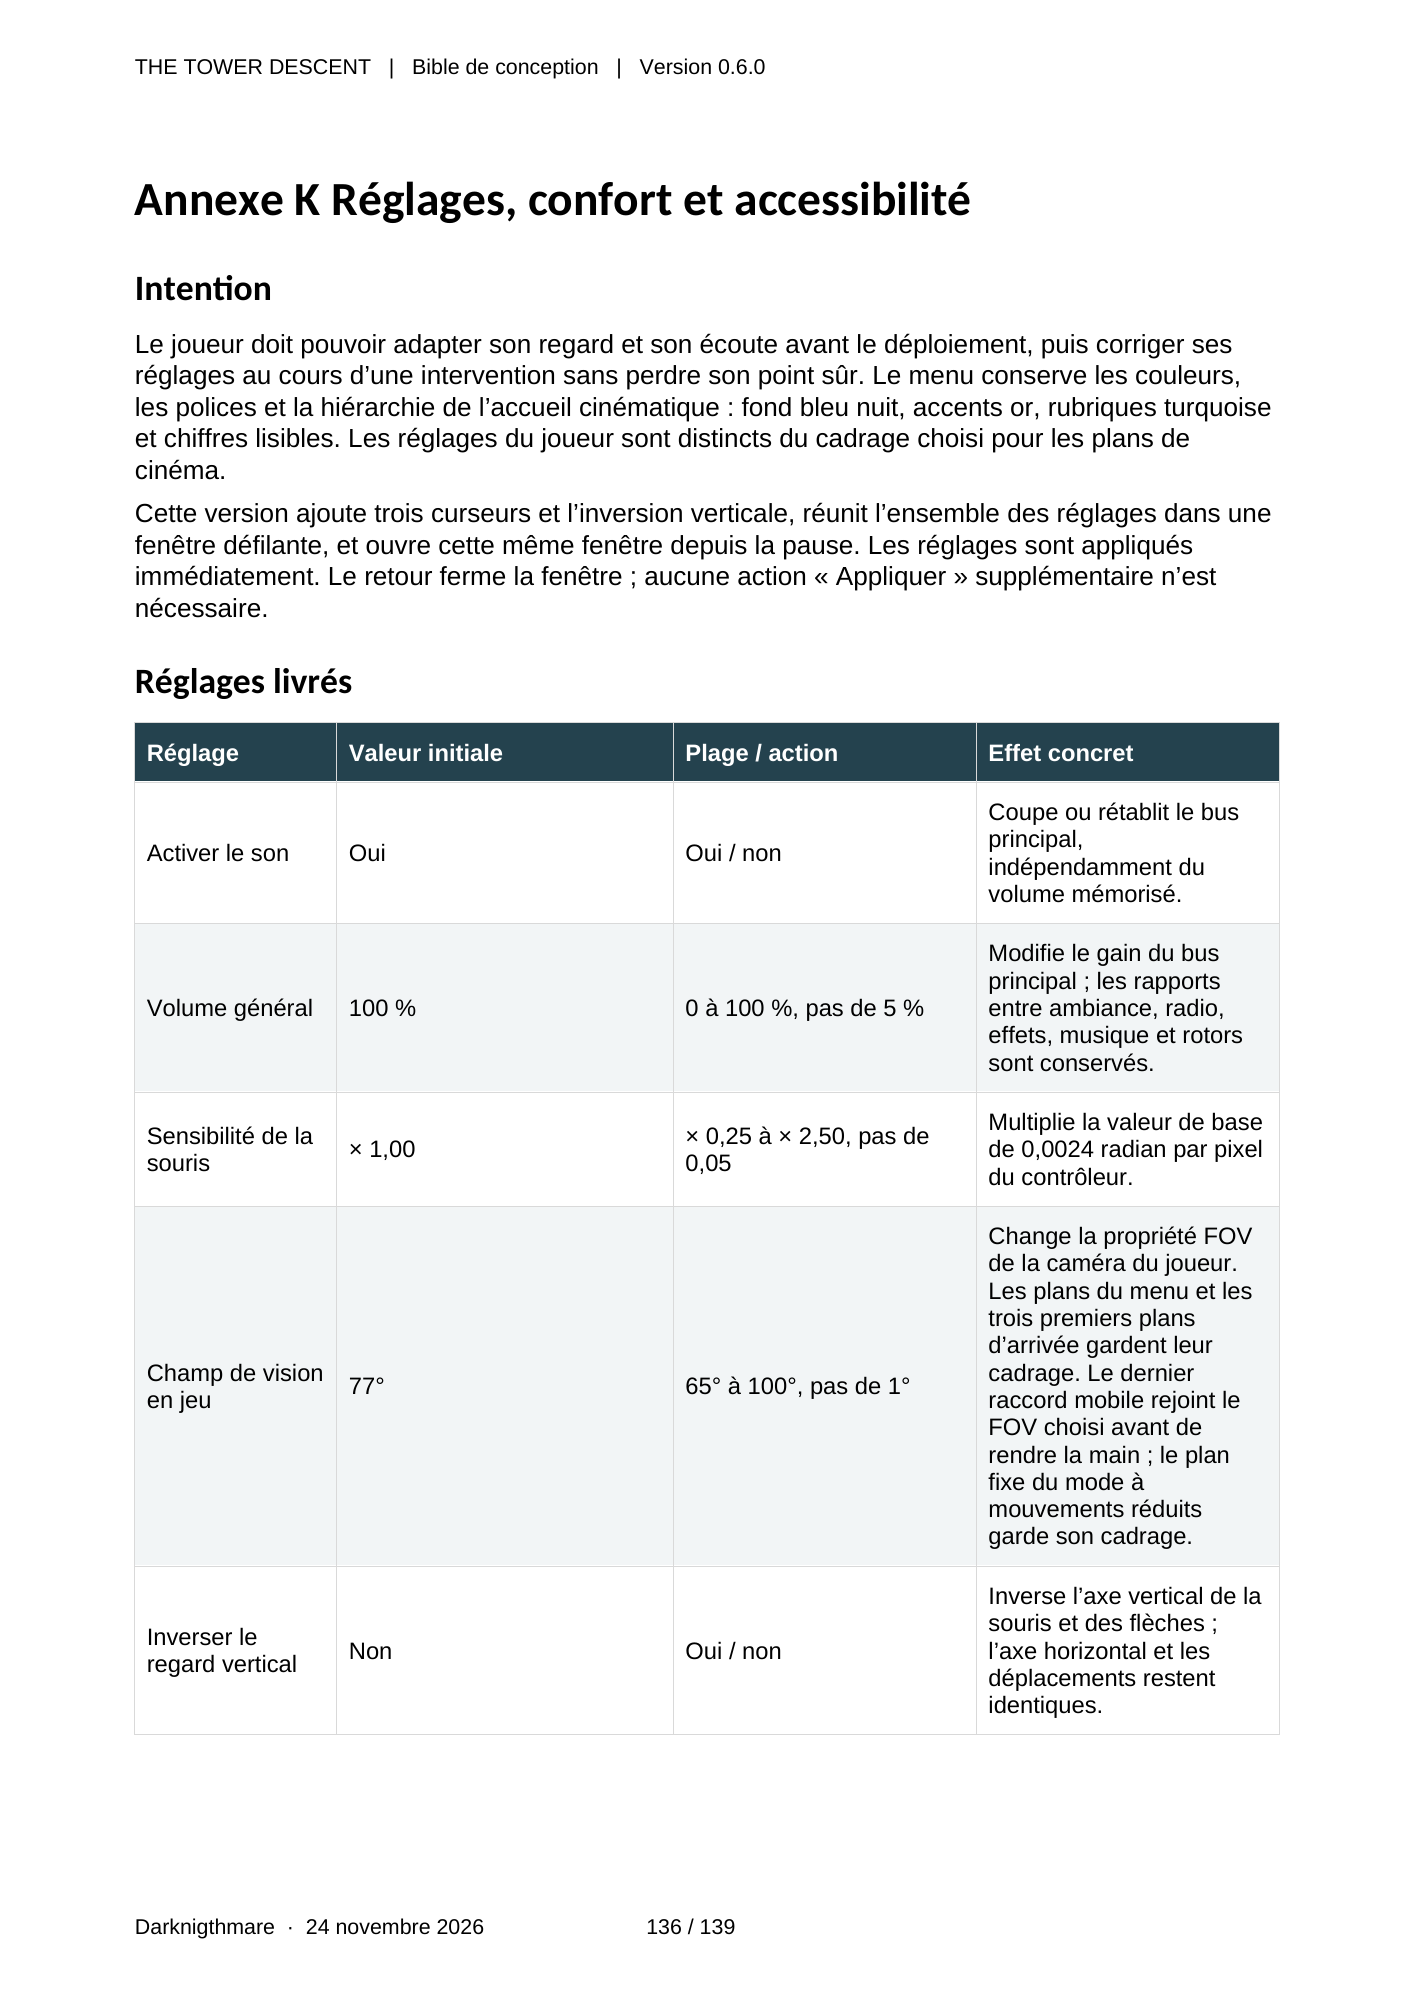 THE TOWER DESCENT | Bible de conception | Version 0.6.0
Annexe K Réglages, confort et accessibilité
Intention
Le joueur doit pouvoir adapter son regard et son écoute avant le déploiement, puis corriger ses
réglages au cours d’une intervention sans perdre son point sûr. Le menu conserve les couleurs,
les polices et la hiérarchie de l’accueil cinématique : fond bleu nuit, accents or, rubriques turquoise
et chiffres lisibles. Les réglages du joueur sont distincts du cadrage choisi pour les plans de
cinéma.
Cette version ajoute trois curseurs et l’inversion verticale, réunit l’ensemble des réglages dans une
fenêtre défilante, et ouvre cette même fenêtre depuis la pause. Les réglages sont appliqués
immédiatement. Le retour ferme la fenêtre ; aucune action « Appliquer » supplémentaire n’est
nécessaire.
Réglages livrés
Réglage
Valeur initiale
Plage / action
Effet concret
Activer le son
Oui
Oui / non
Coupe ou rétablit le bus
principal,
indépendamment du
volume mémorisé.
Volume général
100 %
0 à 100 %, pas de 5 %
Modifie le gain du bus
principal ; les rapports
entre ambiance, radio,
effets, musique et rotors
sont conservés.
Sensibilité de la
souris
× 1,00
× 0,25 à × 2,50, pas de
0,05
Multiplie la valeur de base
de 0,0024 radian par pixel
du contrôleur.
Champ de vision
en jeu
77°
65° à 100°, pas de 1°
Change la propriété FOV
de la caméra du joueur.
Les plans du menu et les
trois premiers plans
d’arrivée gardent leur
cadrage. Le dernier
raccord mobile rejoint le
FOV choisi avant de
rendre la main ; le plan
fixe du mode à
mouvements réduits
garde son cadrage.
Inverser le
regard vertical
Non
Oui / non
Inverse l’axe vertical de la
souris et des flèches ;
l’axe horizontal et les
déplacements restent
identiques.
Darknigthmare · 24 novembre 2026
136 / 139